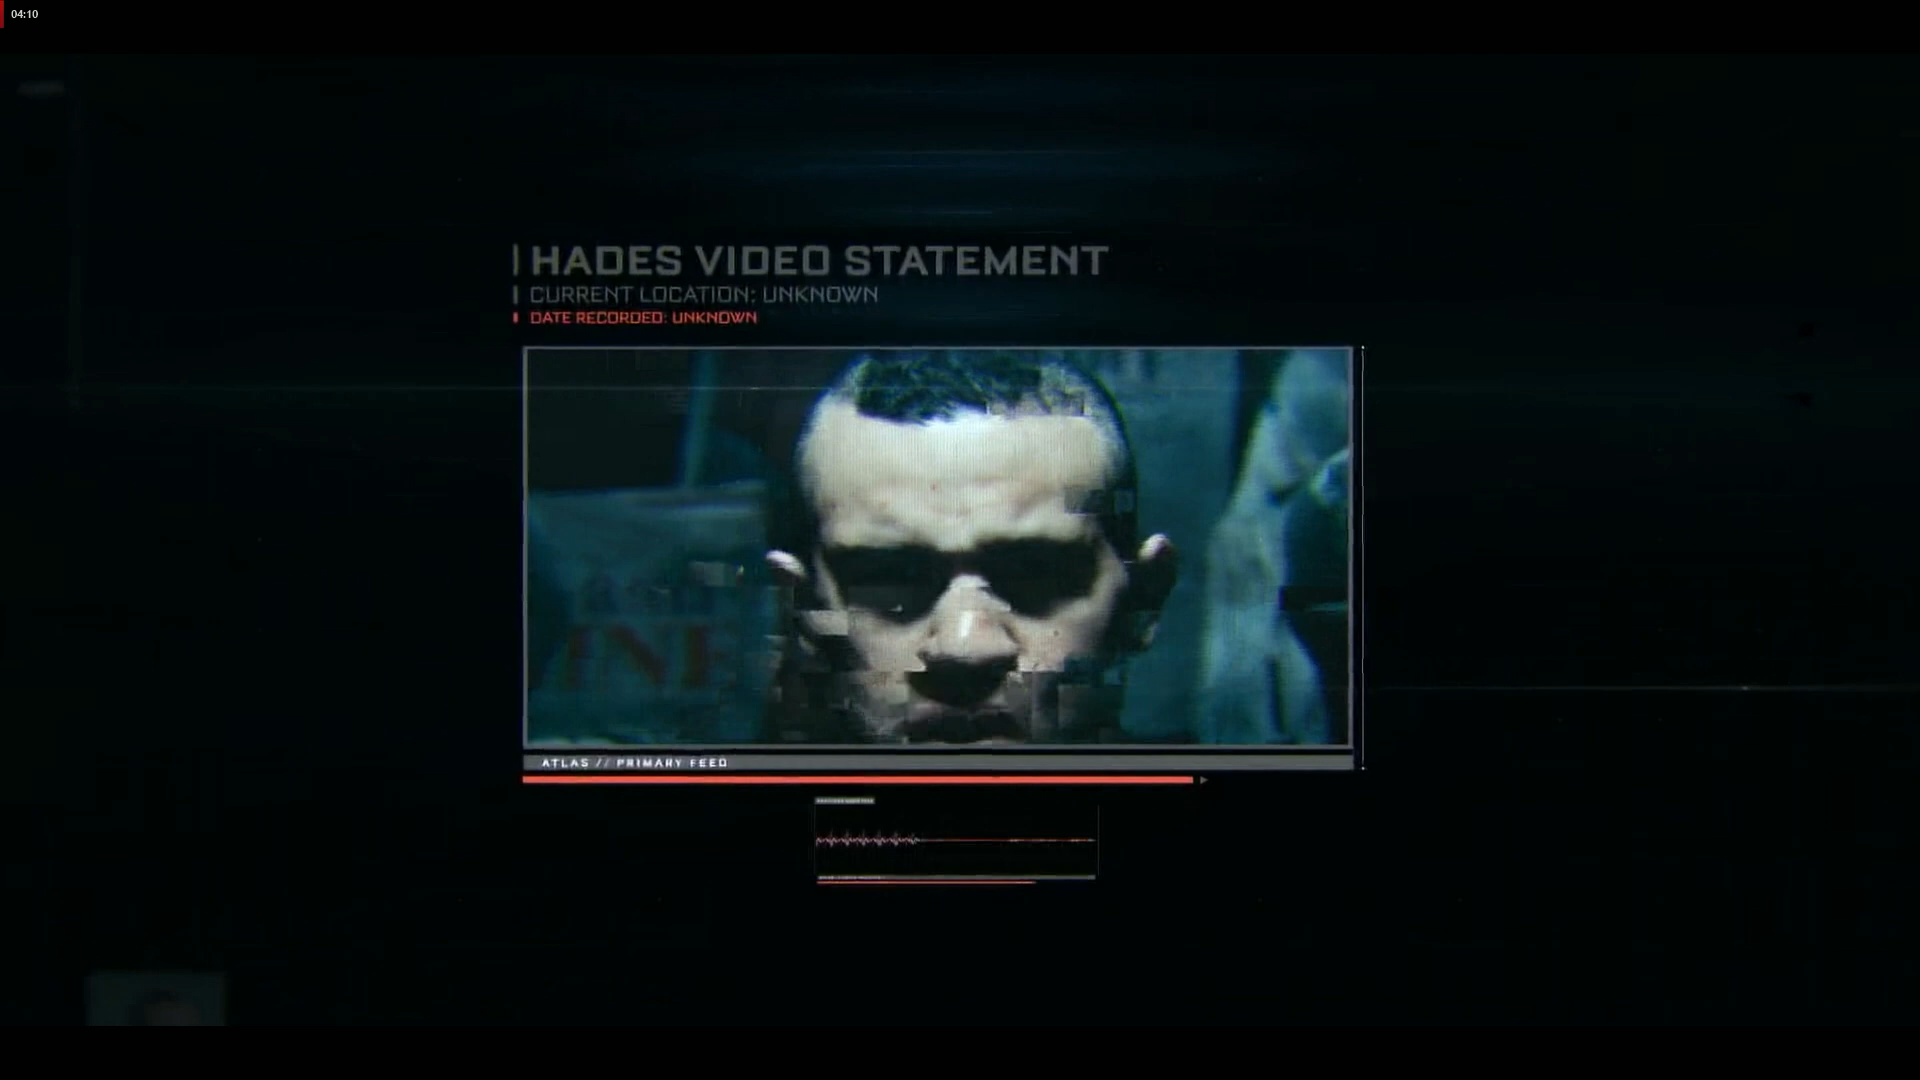 04:10
HADES VIDEO STATEMENT
CURRENT LOCATION: UNKNOWN
DATE RECORDED: UNKNOWN
ATLAS // PRIMARY FEED